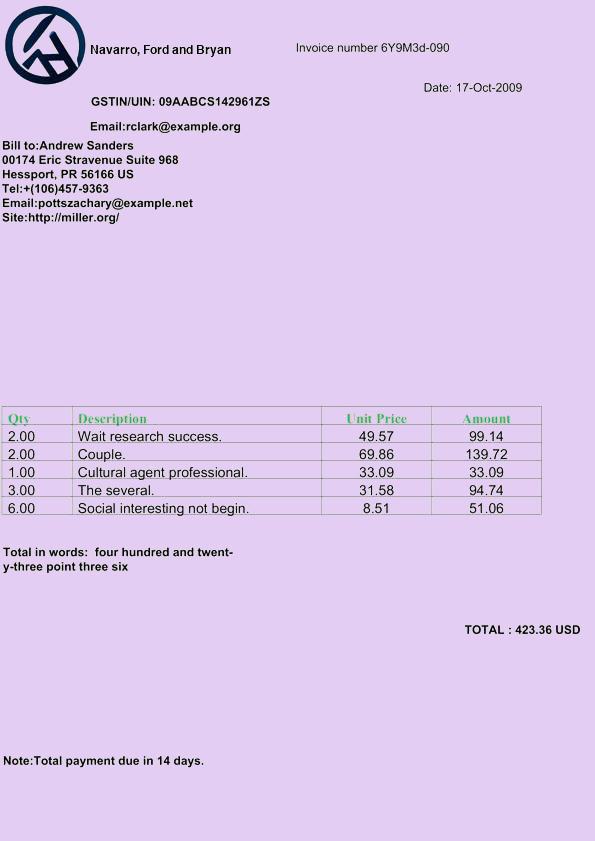 Navarro, Ford and Bryan
Invoice number 6Y9M3d-090
Date: 17-Oct-2009
GSTIN/UIN: 09AABCS142961ZS
Email:rclark@example.org
Bill to:Andrew Sanders
00174 Eric Stravenue Suite 968
Hessport, PR 56166 US
Tel:+(106)457-9363
Email:pottszachary@example.net
Site:http://miller.org/
Qty Description Unit Price Amount
2.00 Wait research success. 49.57 99.14
2.00 Couple. 69.86 139.72
1.00 Cultural agent professional. 33.09 33.09
3.00 The several. 31.58 94.74
6.00 Social interesting not begin. 8.51 51.06
Total in words: four hundred and twent-
y-three point three six
TOTAL : 423.36 USD
Note:Total payment due in 14 days.